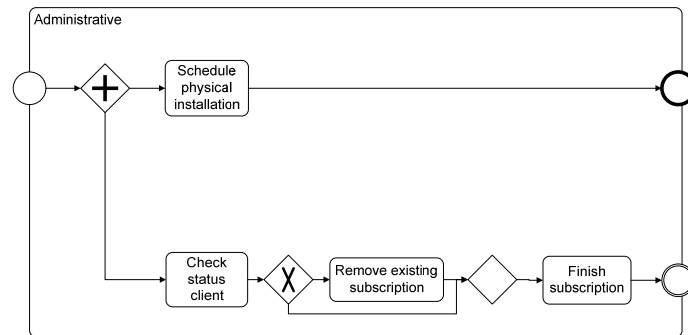 Administrative
Schedule
physical
installation
Check
status
client
X
Remove existing
subscription
Finish
subscription